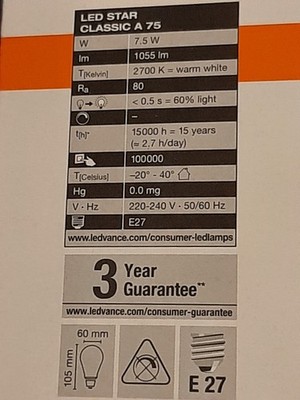 LED STAR
CLASSIC A 75
W 7.5 W
lm 1055 lm
T[Kelvin] 2700 K = warm white
Ra 80
< 0.5 s = 60% light
–
t[h]* 15000 h = 15 years
(= 2.7 h/day)
100000
T[Celsius] –20° - 40°
Hg 0.0 mg
V · Hz 220-240 V · 50/60 Hz
E27
www.ledvance.com/consumer-ledlamps
3 Year
Guarantee**
www.ledvance.com/consumer-guarantee
60 mm
105 mm
E 27